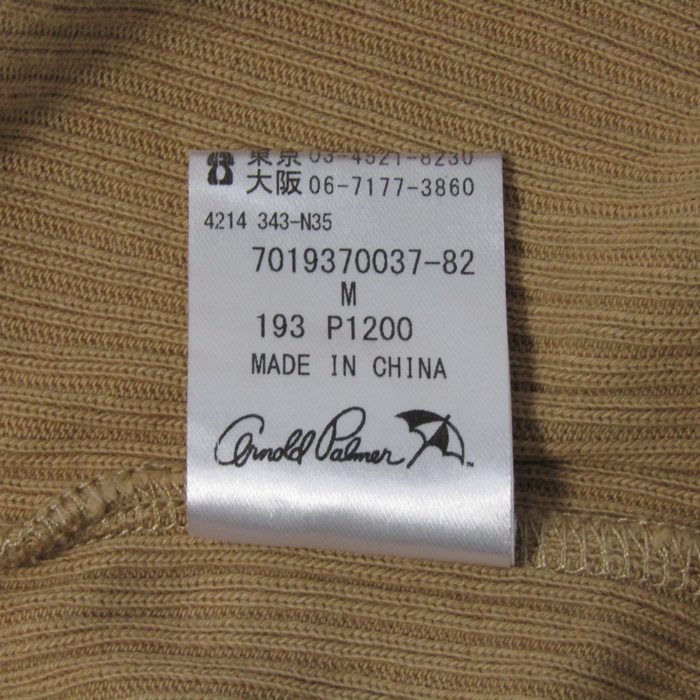 東京 03-4521-8230
大阪 06-7177-3860
4214 343-N35
7019370037-82
M
193 P1200
MADE IN CHINA
Arnold Palmer TM